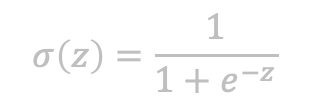 σ(z) = 1 / (1 + e^{−z})